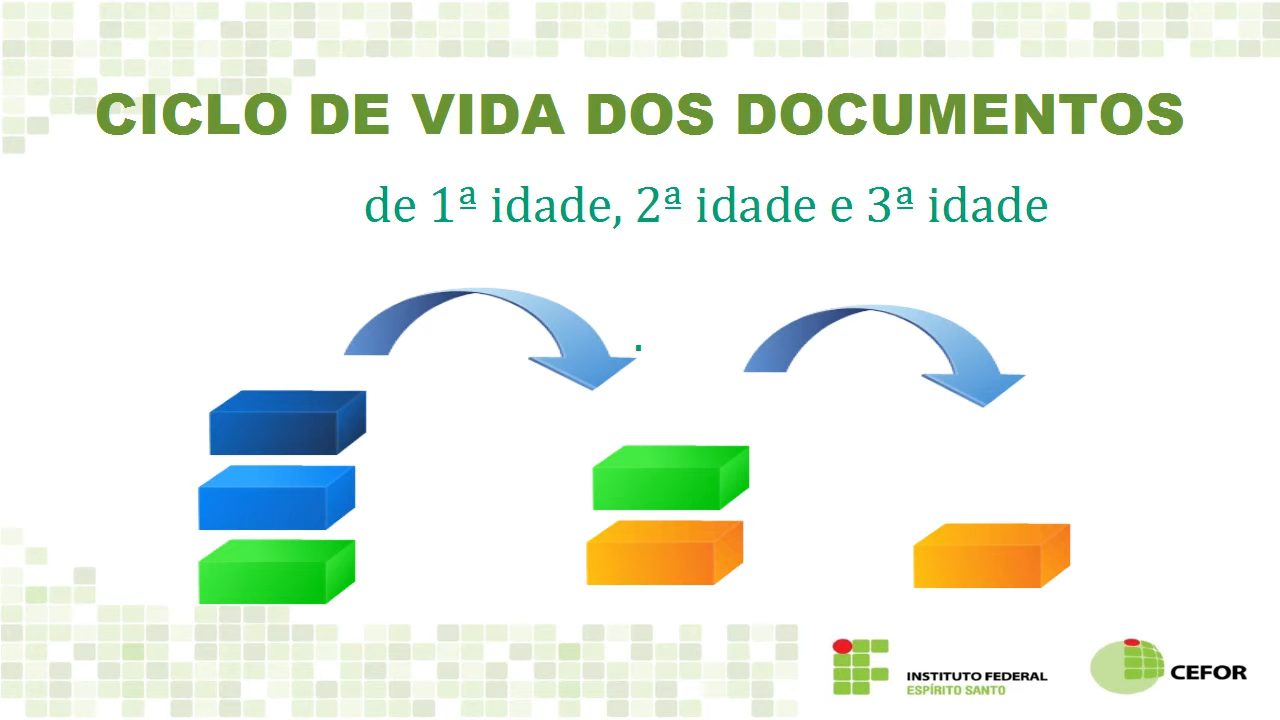 CICLO DE VIDA DOS DOCUMENTOS
de 1ª idade, 2ª idade e 3ª idade
.
INSTITUTO FEDERAL
ESPÍRITO SANTO
CEFOR